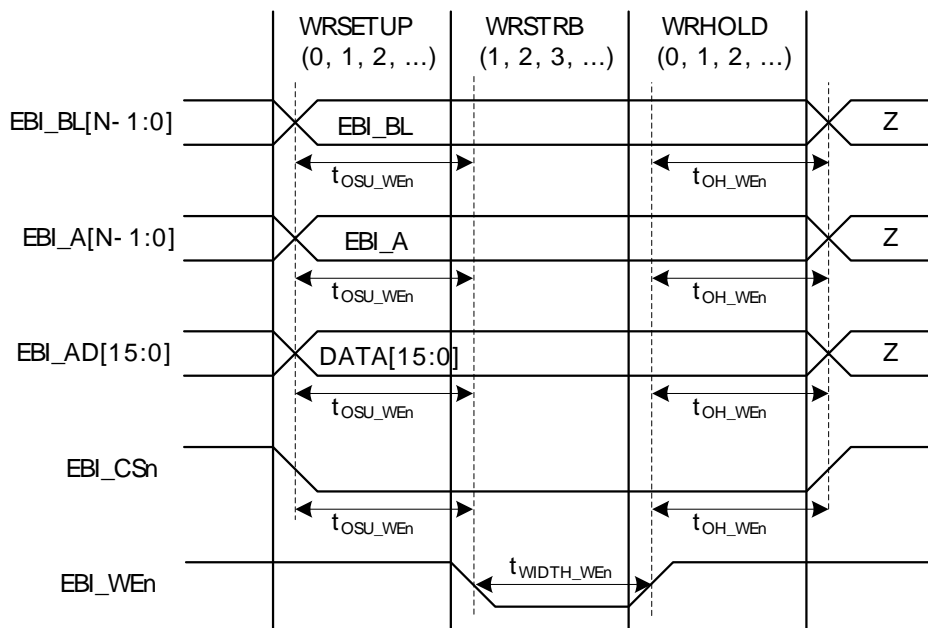 WRSETUP WRSTRB WRHOLD
(0, 1, 2, ...) (1, 2, 3, ...) (0, 1, 2, ...)
EBI_BL[N- 1:0] EBI_BL Z
tOSU_WEn tOH_WEn
EBI_A[N- 1:0] EBI_A Z
tOSU_WEn tOH_WEn
EBI_AD[15:0] DATA[15:0] Z
tOSU_WEn tOH_WEn
EBI_CSn
tOSU_WEn tOH_WEn
EBI_WEn tWIDTH_WEn